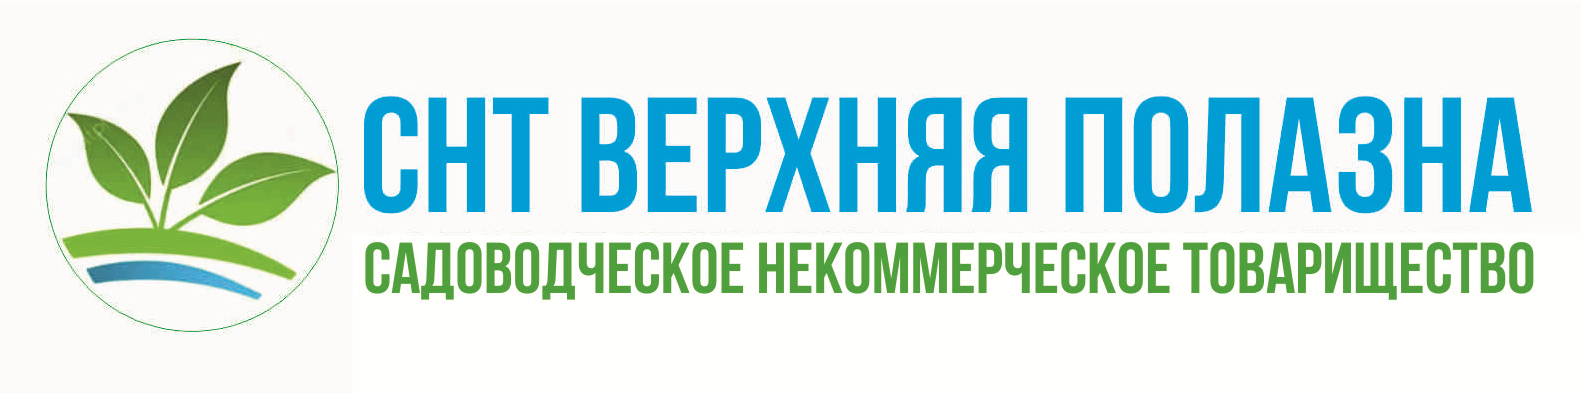 СНТ ВЕРХНЯЯ ПОЛАЗНА
САДОВОДЧЕСКОЕ НЕКОММЕРЧЕСКОЕ ТОВАРИЩЕСТВО